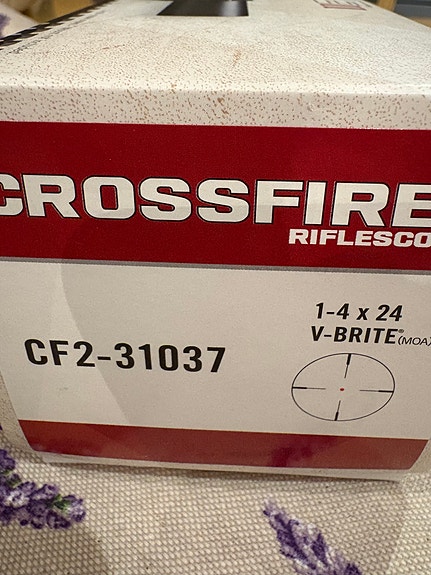 CROSSFIRE
RIFLESCO
1-4 x 24
V-BRITE® (MOA)
CF2-31037